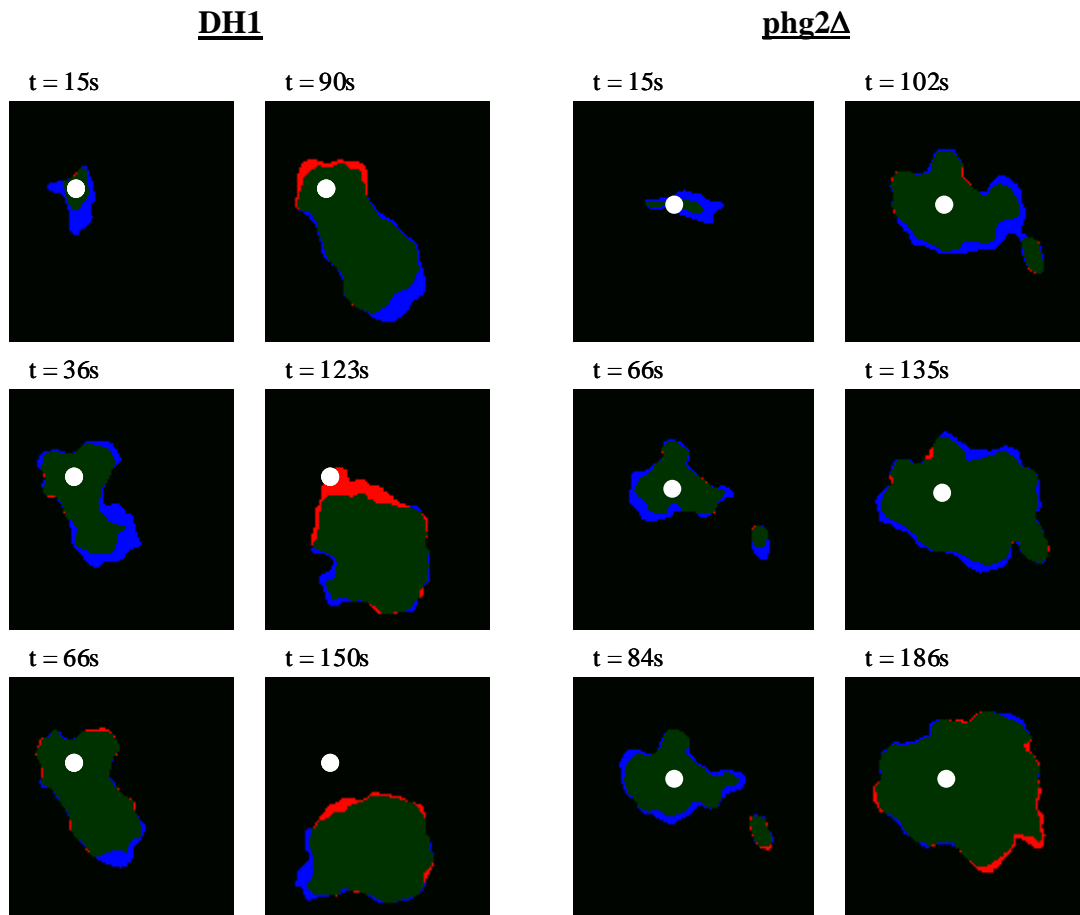 DH1
phg2Δ
t = 15s
t = 90s
t = 15s
t = 102s
t = 36s
t = 123s
t = 66s
t = 135s
t = 66s
t = 150s
t = 84s
t = 186s